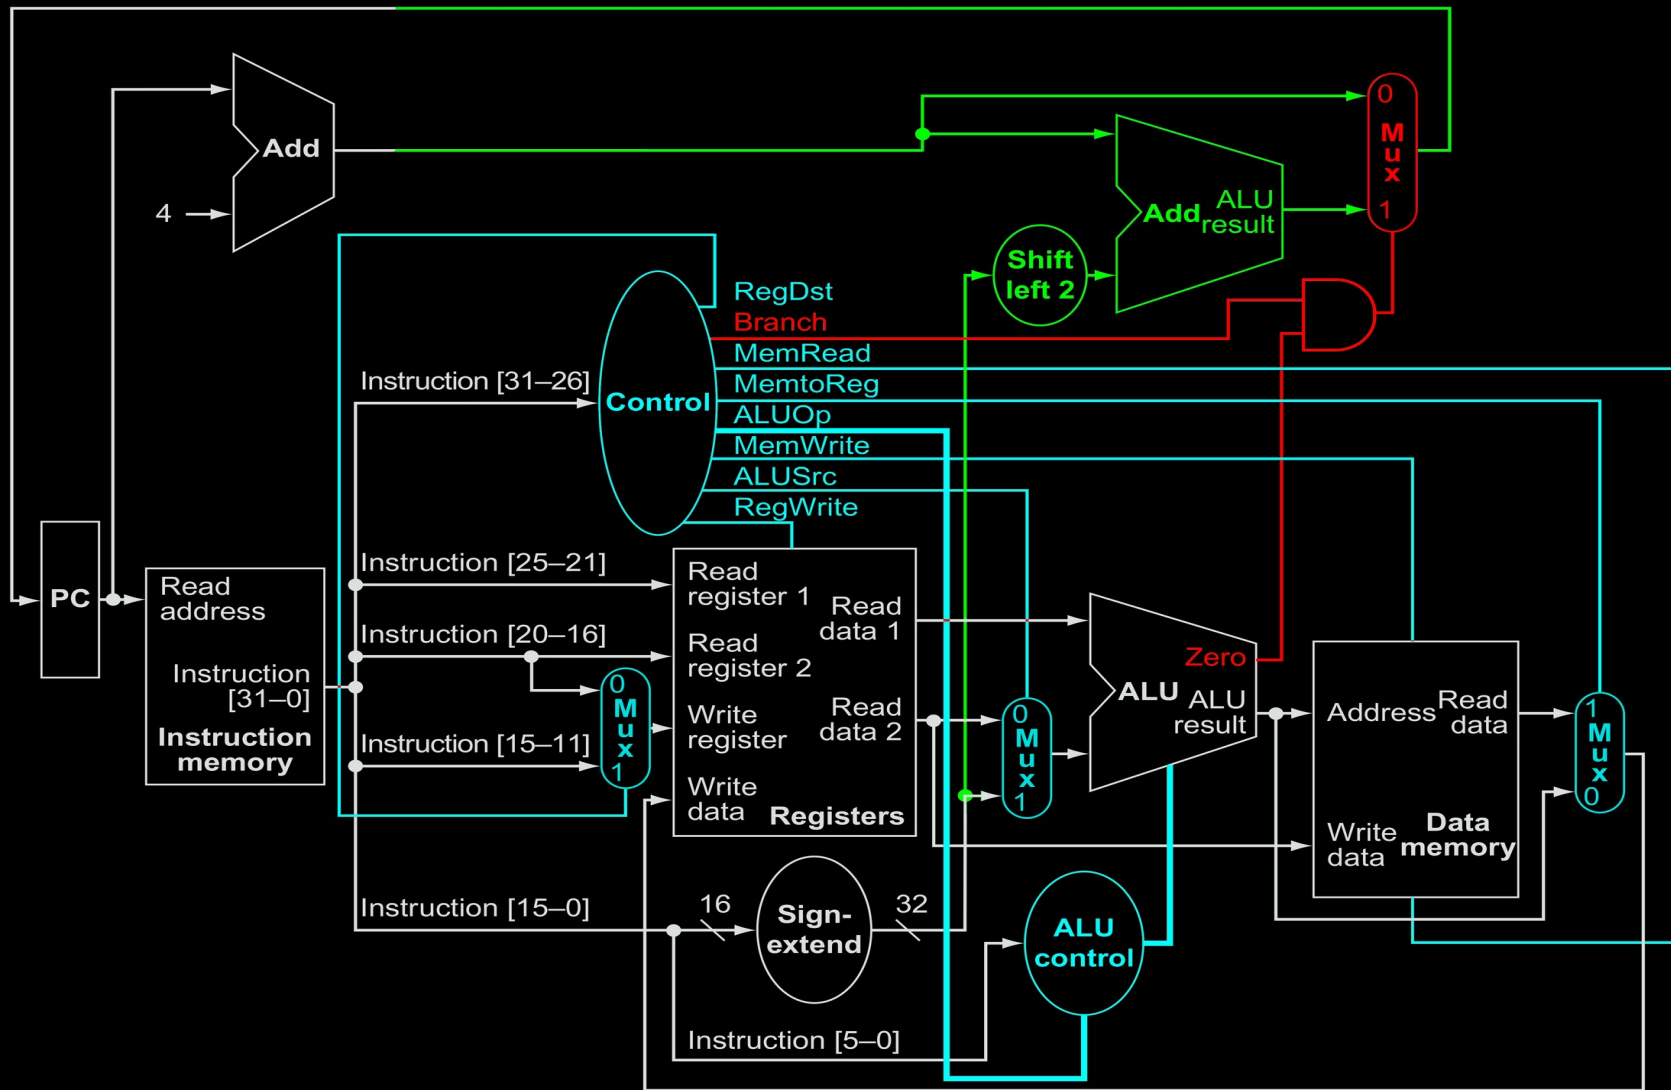 0
M
u
x
1
Add
4
Add
ALU
result
Shift
left 2
RegDst
Branch
MemRead
MemtoReg
ALUOp
MemWrite
ALUSrc
RegWrite
Instruction [31–26]
Control
PC
Read
address
Instruction
[31–0]
Instruction
memory
Instruction [25–21]
Instruction [20–16]
Instruction [15–11]
0
M
u
x
1
Read
register 1
Read
register 2
Write
register
Write
data
Read
data 1
Read
data 2
Registers
0
M
u
x
1
Zero
ALU
ALU
result
Address
Read
data
Write
data
Data
memory
1
M
u
x
0
Instruction [15–0]
16
Sign-
extend
32
ALU
control
Instruction [5–0]